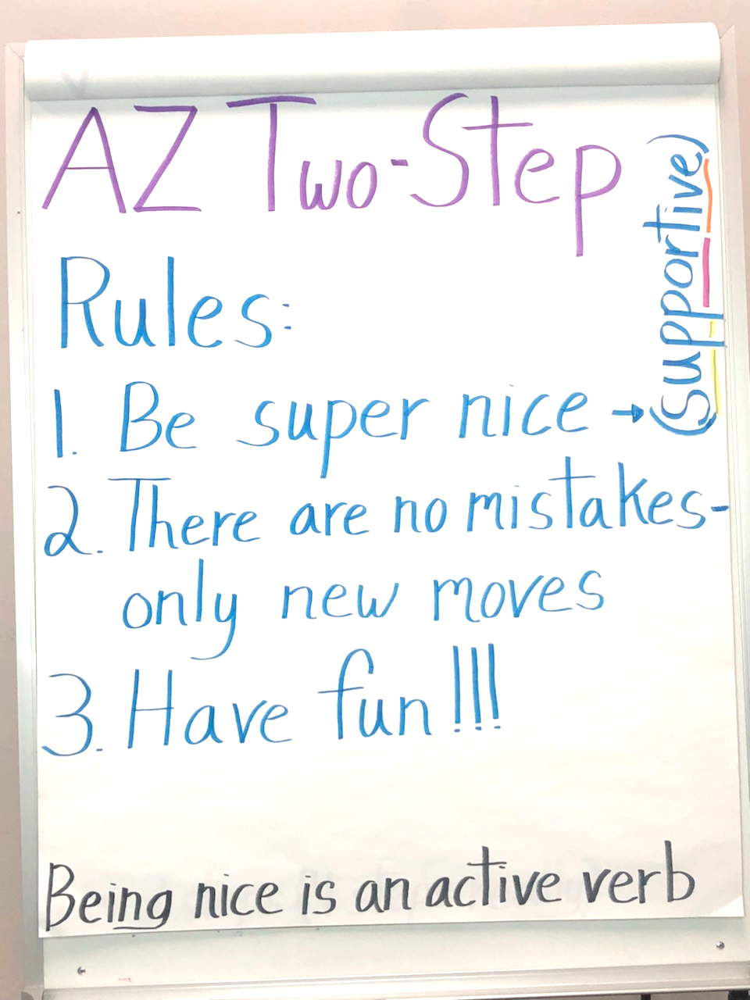 AZ Two-Step
Rules:
1. Be super nice → (supportive)
2. There are no mistakes-
only new moves
3. Have fun!!!
Being nice is an active verb